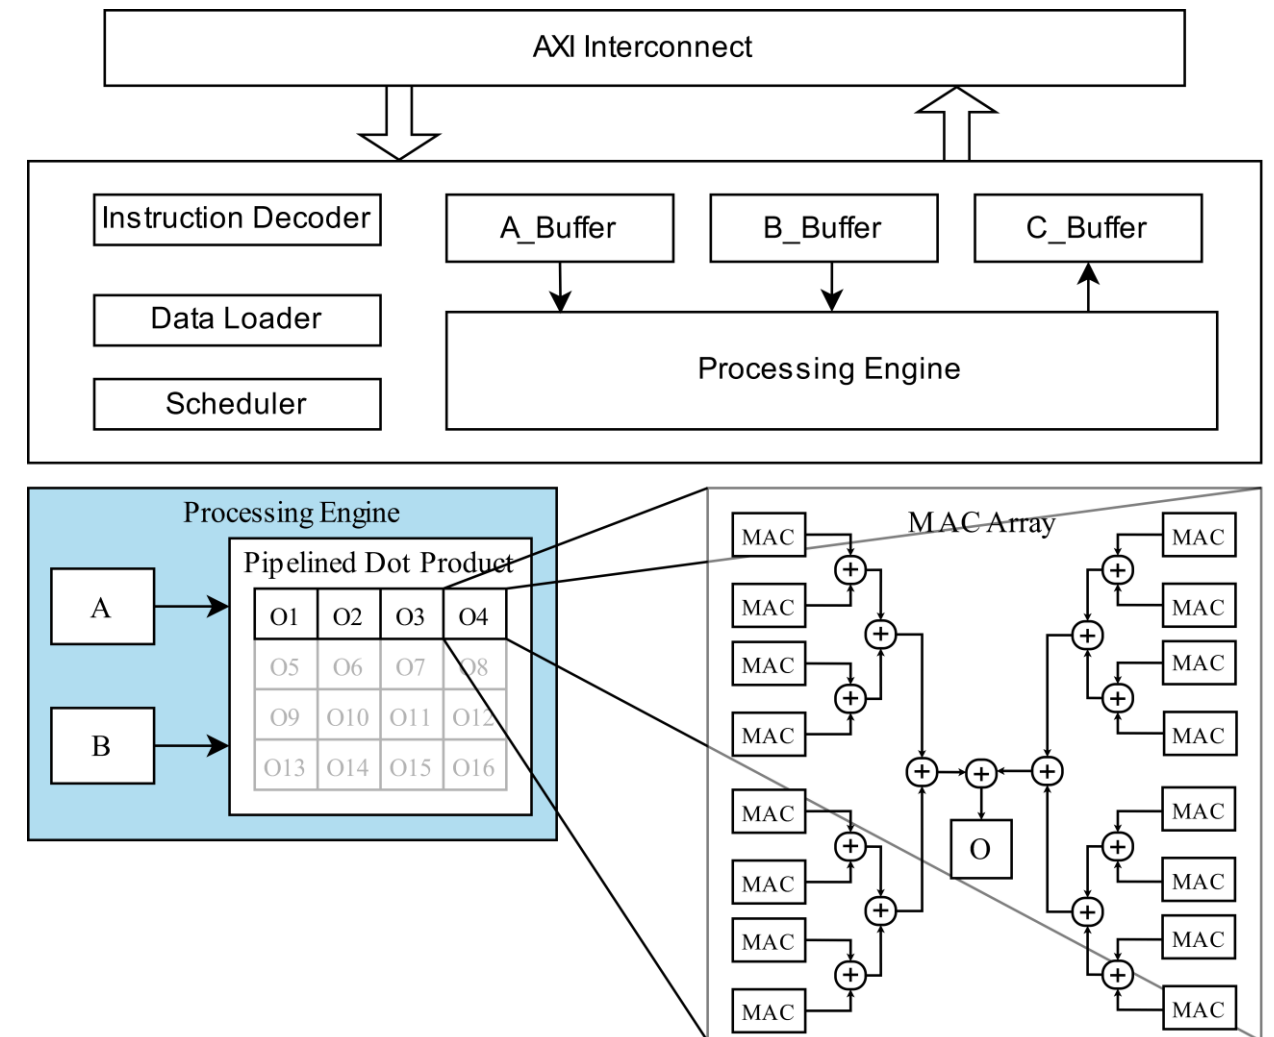 AXI Interconnect
Instruction Decoder
A_Buffer
B_Buffer
C_Buffer
Data Loader
Processing Engine
Scheduler
Processing Engine
Pipelined Dot Product
A
B
O1 O2 O3 O4
O5 O6 O7 O8
O9 O10 O11 O12
O13 O14 O15 O16
MAC Array
MAC MAC
+ +
MAC MAC
+ +
MAC MAC
+ +
MAC MAC
+ + +
MAC MAC
+ O +
MAC MAC
+ +
MAC MAC
+ +
MAC MAC